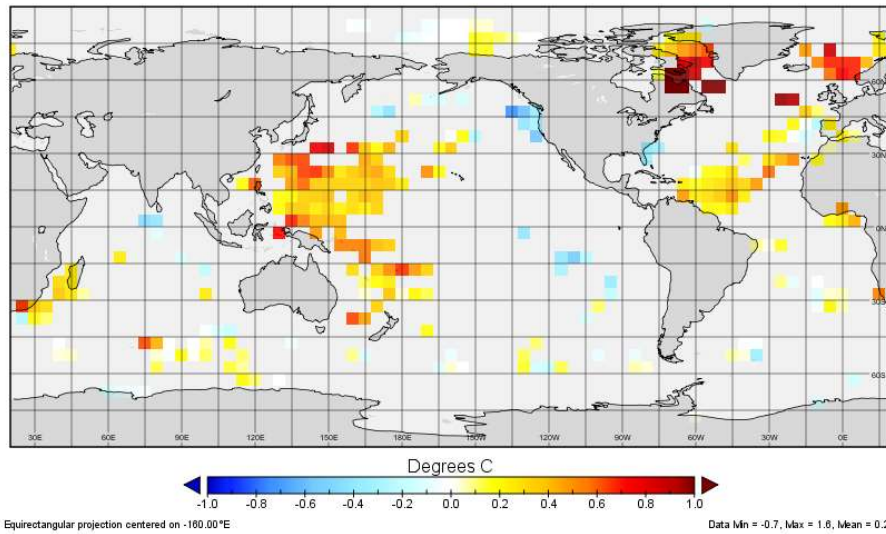 60N
30N
0N
30S
60S
30E 60E 90E 120E 150E 180E 150W 120W 90W 60W 30W 0E
Degrees C
-1.0 -0.8 -0.6 -0.4 -0.2 0.0 0.2 0.4 0.6 0.8 1.0
Equirectangular projection centered on -160.00°E Data Min = -0.7, Max = 1.6, Mean = 0.2